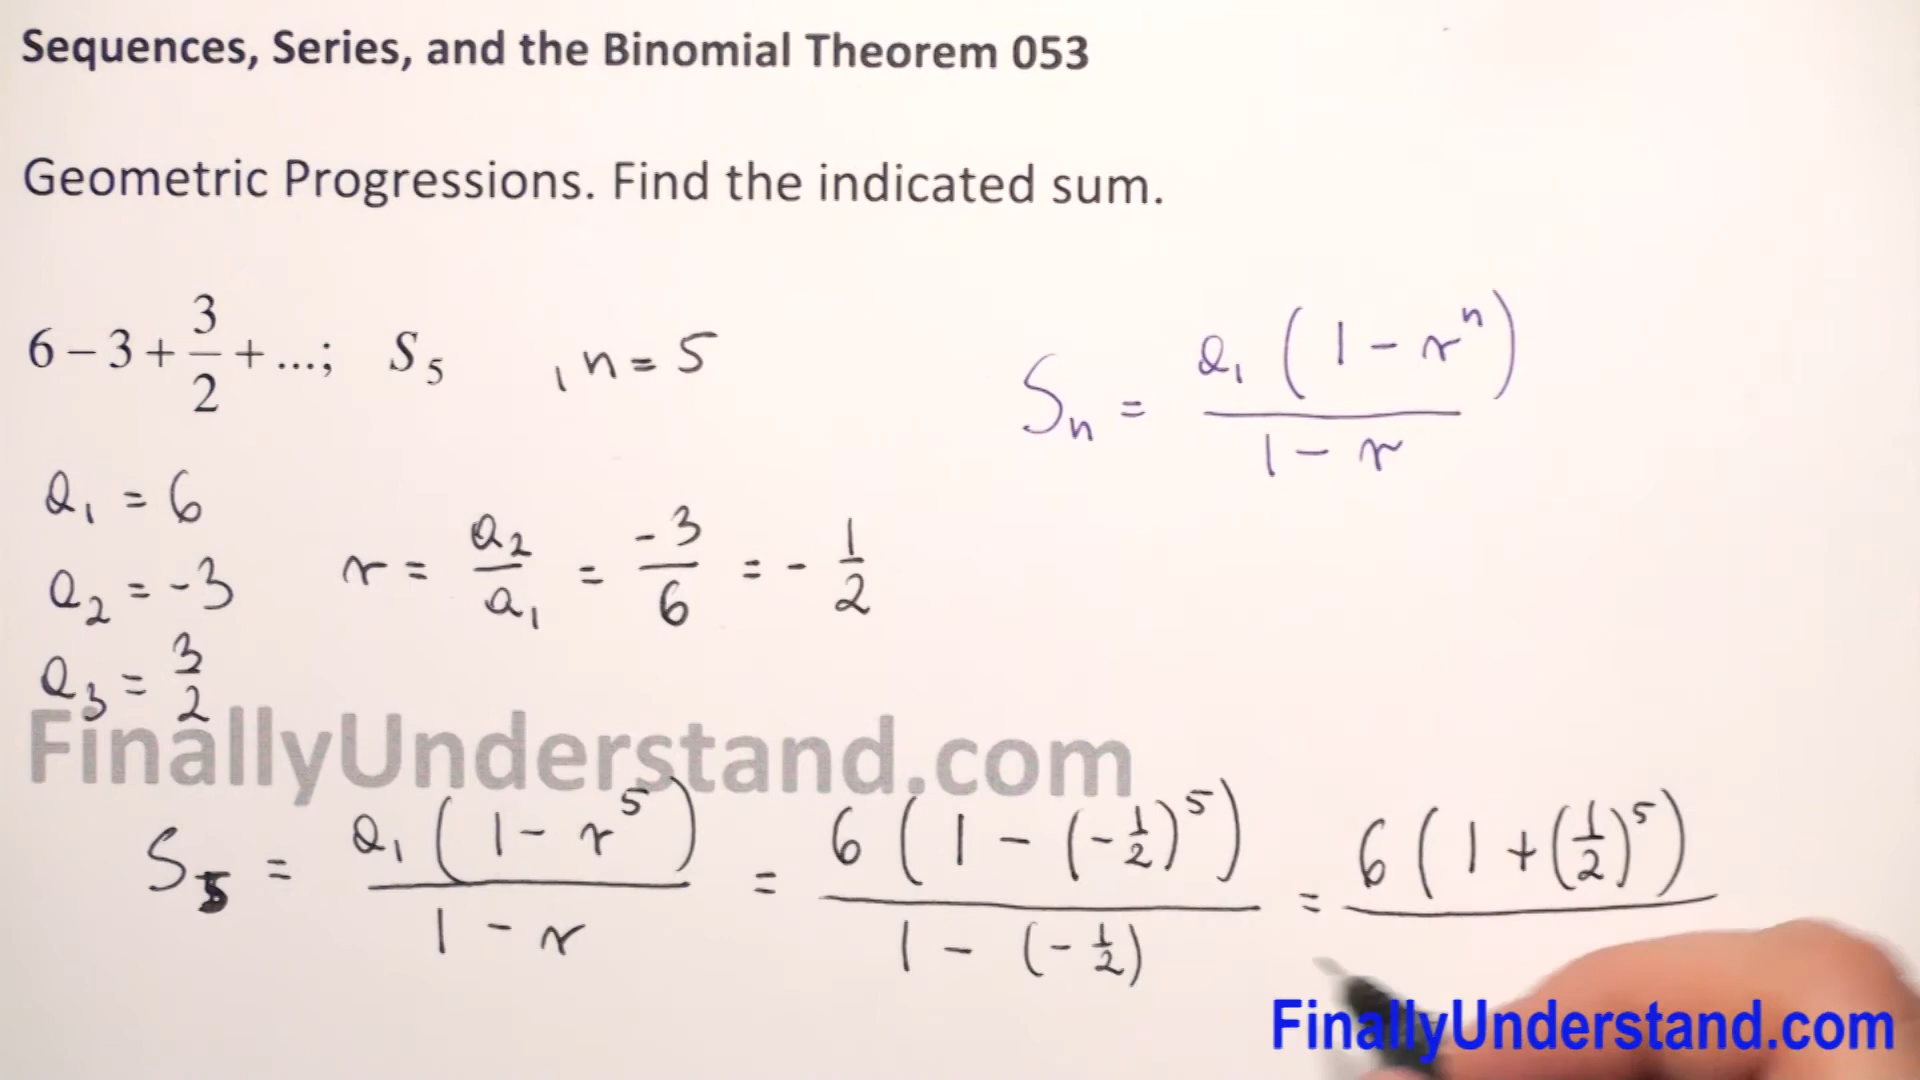 Sequences, Series, and the Binomial Theorem 053
Geometric Progressions. Find the indicated sum.
6 − 3 + 3/2 + ...; S₅ , n = 5
Sₙ = a₁ (1 − rⁿ) / 1 − r
a₁ = 6
a₂ = -3
r = a₂/a₁ = -3/6 = - 1/2
a₃ = 3/2
FinallyUnderstand.com
S₅ = a₁ (1 − r⁵) / 1 − r = 6 (1 − (-1/2)⁵) / 1 − (-1/2) = 6 (1 + (1/2)⁵)
FinallyUnderstand.com